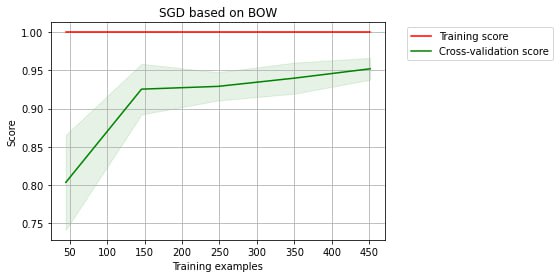 SGD based on BOW
Training score
Cross-validation score
1.00
0.95
0.90
0.85
0.80
0.75
Score
50 100 150 200 250 300 350 400 450
Training examples